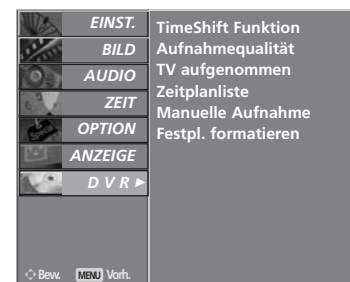 EINST.
BILD
AUDIO
ZEIT
OPTION
ANZEIGE
D V R ►
TimeShift Funktion
Aufnahmequalität
TV aufgenommen
Zeitplanliste
Manuelle Aufnahme
Festpl. formatieren
Bew. MENU Vorh.